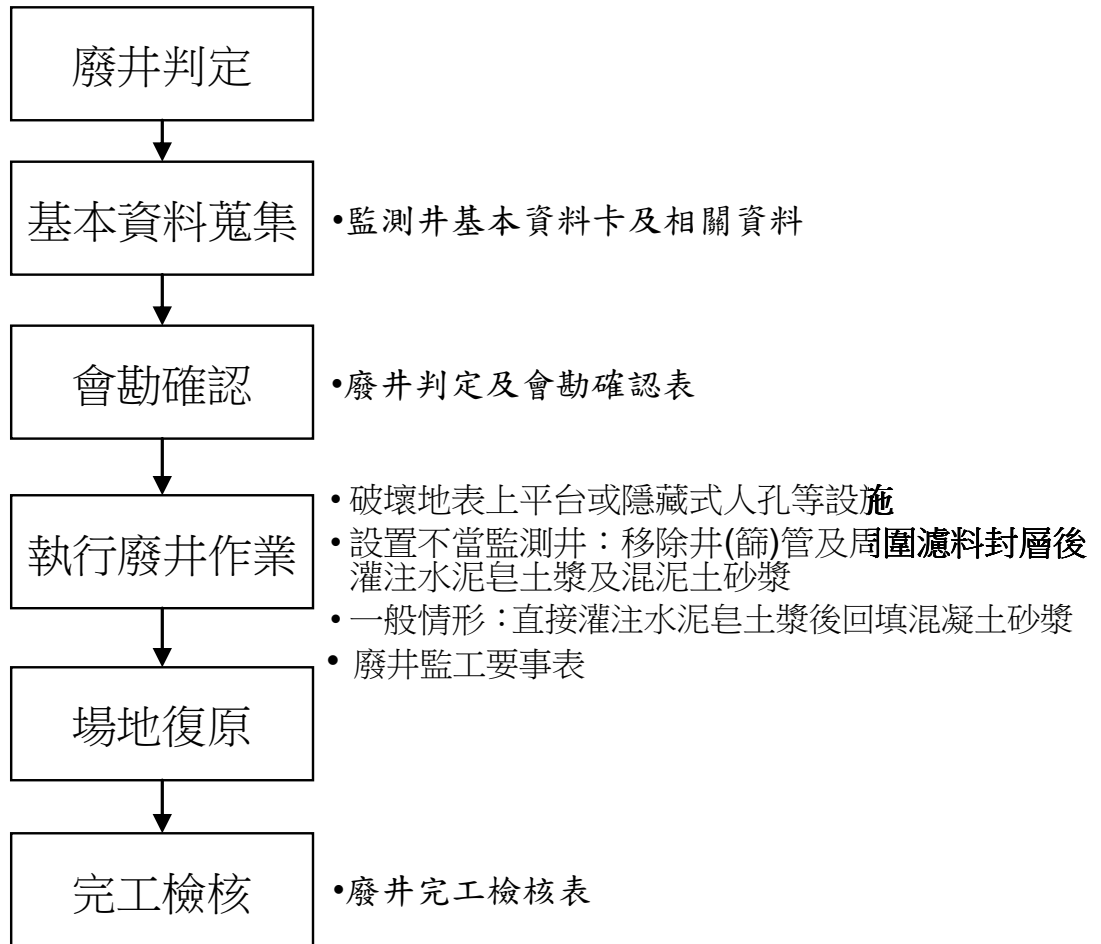 廢井判定
基本資料蒐集
•監測井基本資料卡及相關資料
會勘確認
•廢井判定及會勘確認表
執行廢井作業
•破壞地表上平台或隱藏式人孔等設施
•設置不當監測井：移除井(篩)管及周圍濾料封層後
灌注水泥皂土漿及混泥土砂漿
•一般情形：直接灌注水泥皂土漿後回填混凝土砂漿
• 廢井監工要事表
場地復原
完工檢核
•廢井完工檢核表